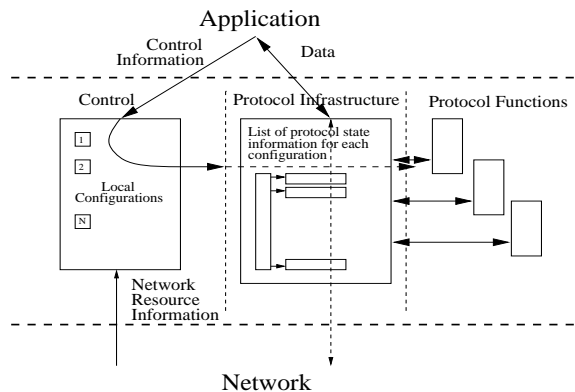 Application
Control
Information
Data
Control
Protocol Infrastructure
Protocol Functions
List of protocol state
information for each
configuration
1
2
Local
Configurations
N
Network
Resource
Information
Network